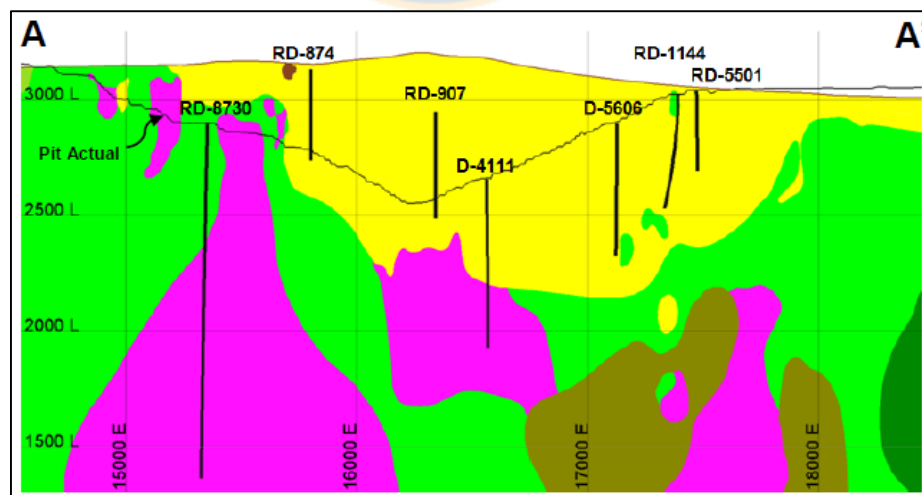 A
A'
RD-874
RD-1144
RD-5501
3000 L
RD-8730
RD-907
D-5606
Pit Actual
D-4111
2500 L
2000 L
1500 L
15000 E
16000 E
17000 E
18000 E